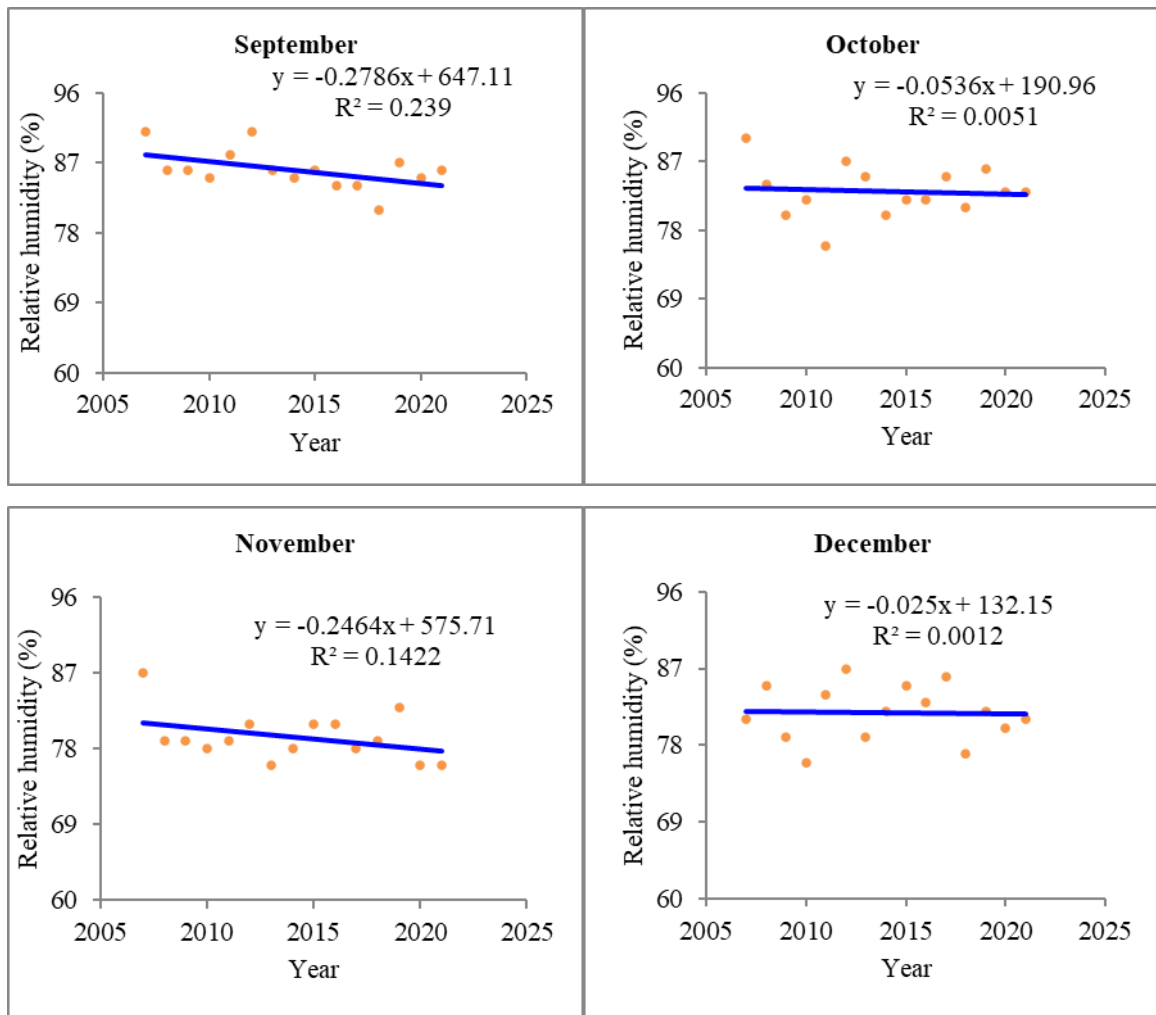 September
y = -0.2786x + 647.11
R² = 0.239
Relative humidity (%)
96
87
78
69
60
2005 2010 2015 2020 2025
Year
October
y = -0.0536x + 190.96
R² = 0.0051
Relative humidity (%)
96
87
78
69
60
2005 2010 2015 2020 2025
Year
November
y = -0.2464x + 575.71
R² = 0.1422
Relative humidity (%)
96
87
78
69
60
2005 2010 2015 2020 2025
Year
December
y = -0.025x + 132.15
R² = 0.0012
Relative humidity (%)
96
87
78
69
60
2005 2010 2015 2020 2025
Year